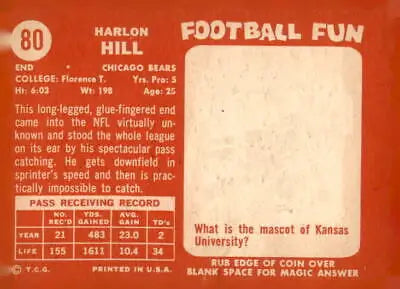 80
HARLON
HILL
END • CHICAGO BEARS
COLLEGE: Florence T. Yrs. Pro: 5
Ht: 6:03 Wt: 198 Age: 25
This long-legged, glue-fingered end
came into the NFL virtually un-
known and stood the whole league
on its ear by his spectacular pass
catching. He gets downfield in
sprinter's speed and then is prac-
tically impossible to catch.
PASS RECEIVING RECORD
NO. REC'D YDS. GAINED AVG. GAIN TD's
YEAR 21 483 23.0 2
LIFE 155 1611 10.4 34
© T.C.G. PRINTED IN U.S.A.
FOOTBALL FUN
What is the mascot of Kansas
University?
RUB EDGE OF COIN OVER
BLANK SPACE FOR MAGIC ANSWER